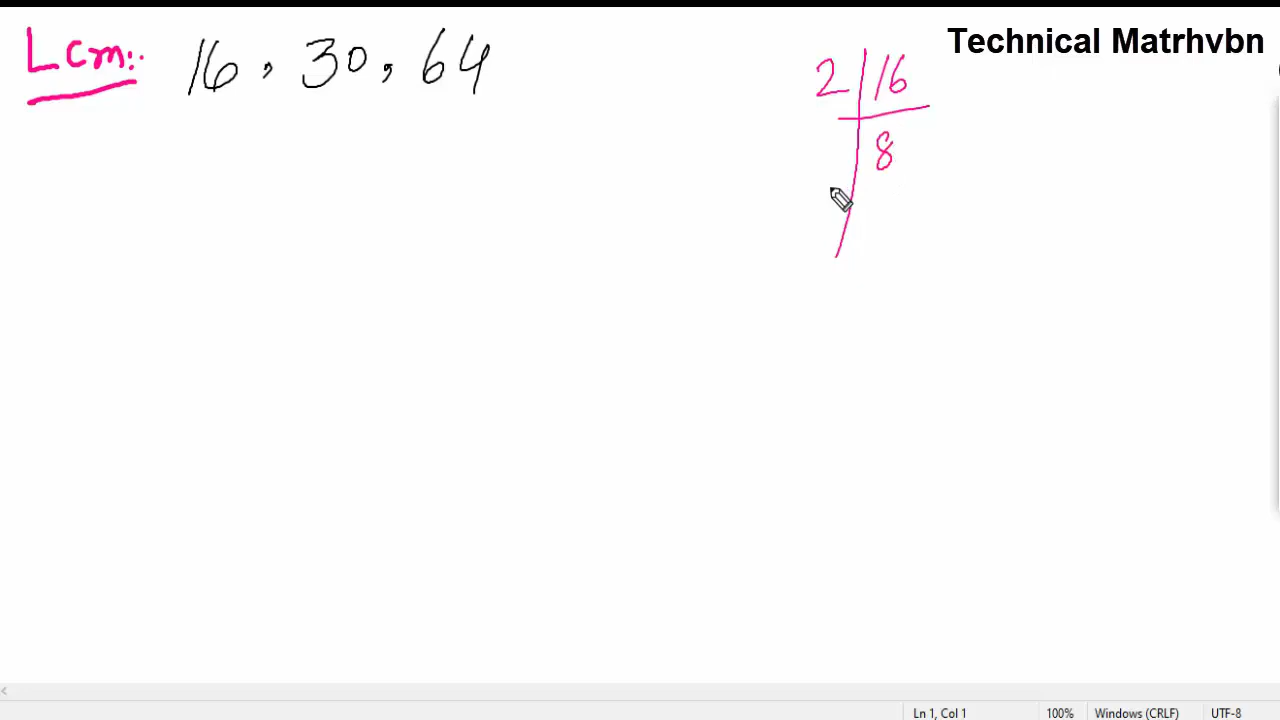 Technical Matrhvbn
Lcm:. 16, 30, 64
2 | 16
8
Ln 1, Col 1 100% Windows (CRLF) UTF-8